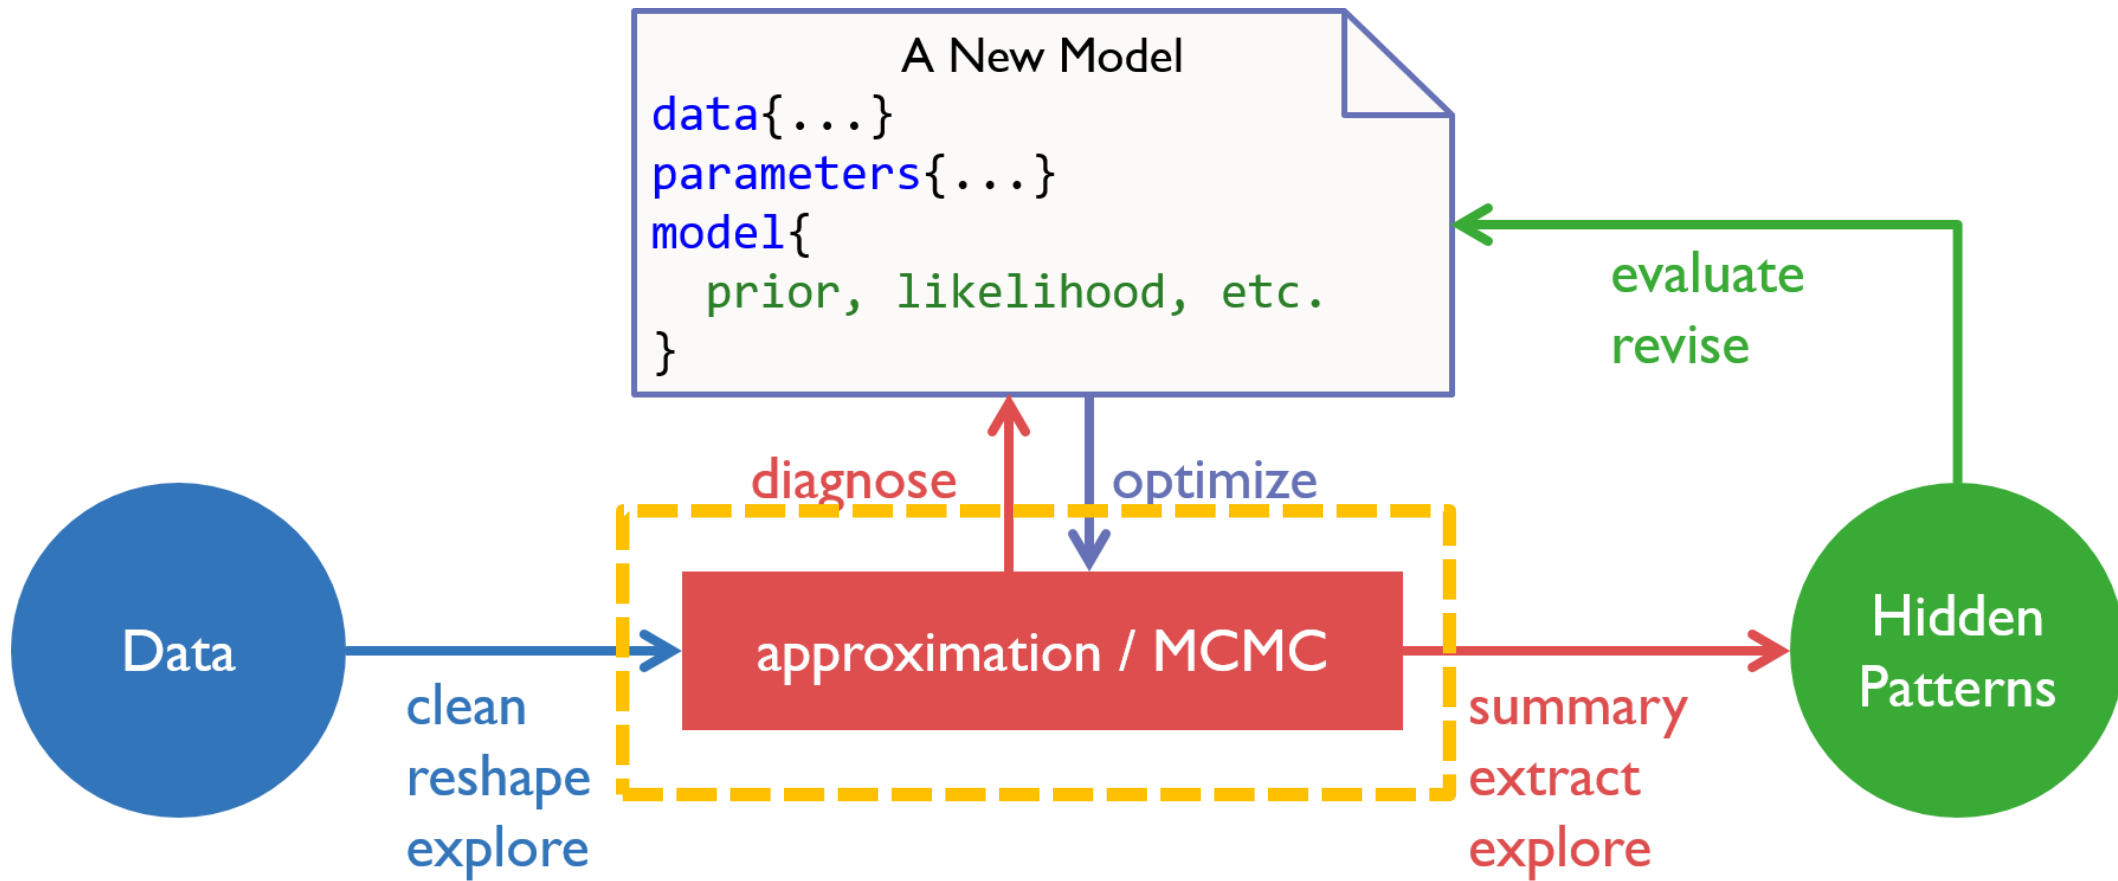 A New Model
data{...}
parameters{...}
model{
  prior, likelihood, etc.
}
evaluate
revise
diagnose
optimize
Data
clean
reshape
explore
approximation / MCMC
summary
extract
explore
Hidden
Patterns